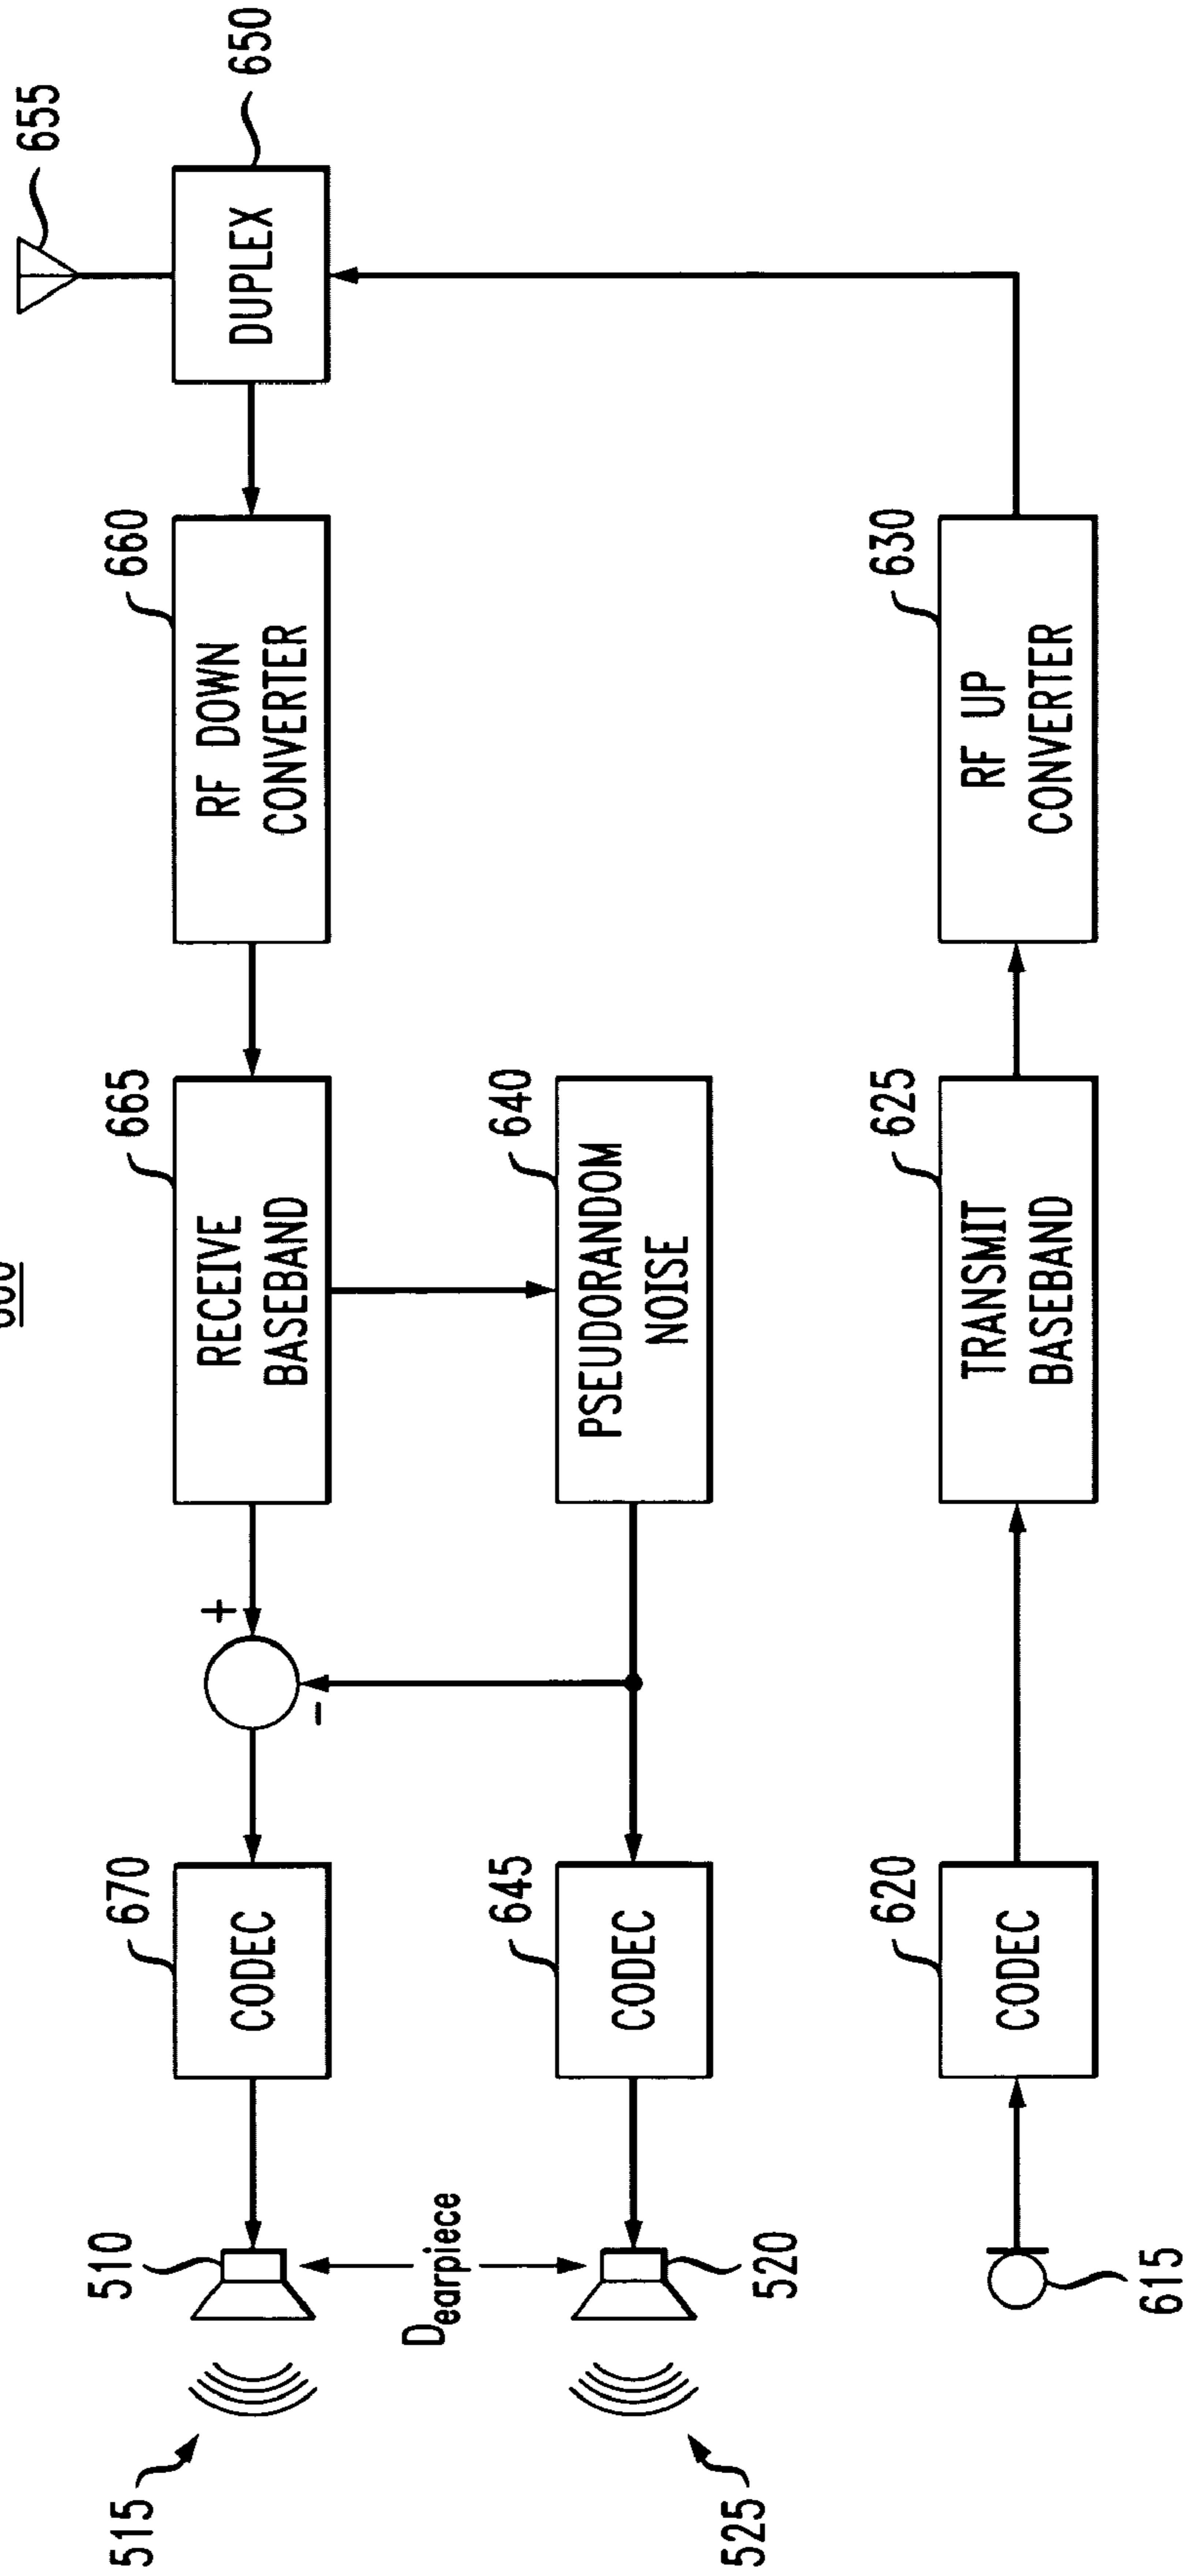 655
650
DUPLEX
660
RF DOWN
CONVERTER
665
RECEIVE
BASEBAND
+
-
670
CODEC
510
515
640
PSEUDORANDOM
NOISE
645
CODEC
Dearpiece
520
525
630
RF UP
CONVERTER
625
TRANSMIT
BASEBAND
620
CODEC
615